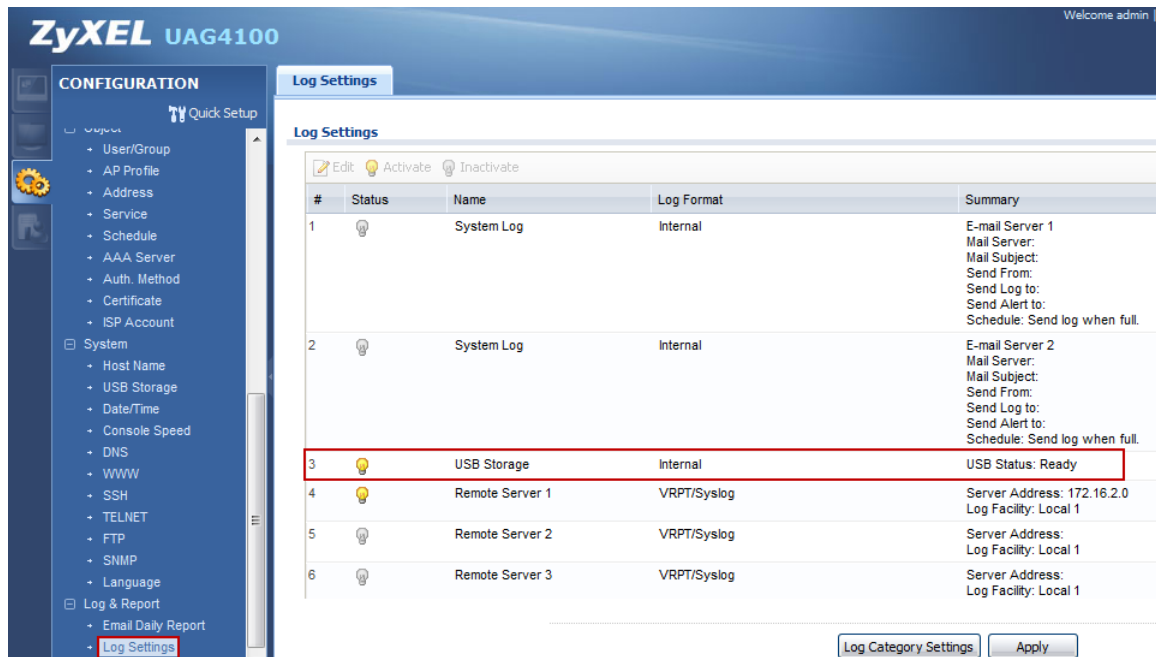 ZyXEL UAG4100
Welcome admin |
CONFIGURATION
Quick Setup
Object
User/Group
AP Profile
Address
Service
Schedule
AAA Server
Auth. Method
Certificate
ISP Account
System
Host Name
USB Storage
Date/Time
Console Speed
DNS
WWW
SSH
TELNET
FTP
SNMP
Language
Log & Report
Email Daily Report
Log Settings
Log Settings
Log Settings
Edit Activate Inactivate
# Status Name Log Format Summary
1 System Log Internal E-mail Server 1
Mail Server:
Mail Subject:
Send From:
Send Log to:
Send Alert to:
Schedule: Send log when full.
2 System Log Internal E-mail Server 2
Mail Server:
Mail Subject:
Send From:
Send Log to:
Send Alert to:
Schedule: Send log when full.
3 USB Storage Internal USB Status: Ready
4 Remote Server 1 VRPT/Syslog Server Address: 172.16.2.0
Log Facility: Local 1
5 Remote Server 2 VRPT/Syslog Server Address:
Log Facility: Local 1
6 Remote Server 3 VRPT/Syslog Server Address:
Log Facility: Local 1
Log Category Settings Apply